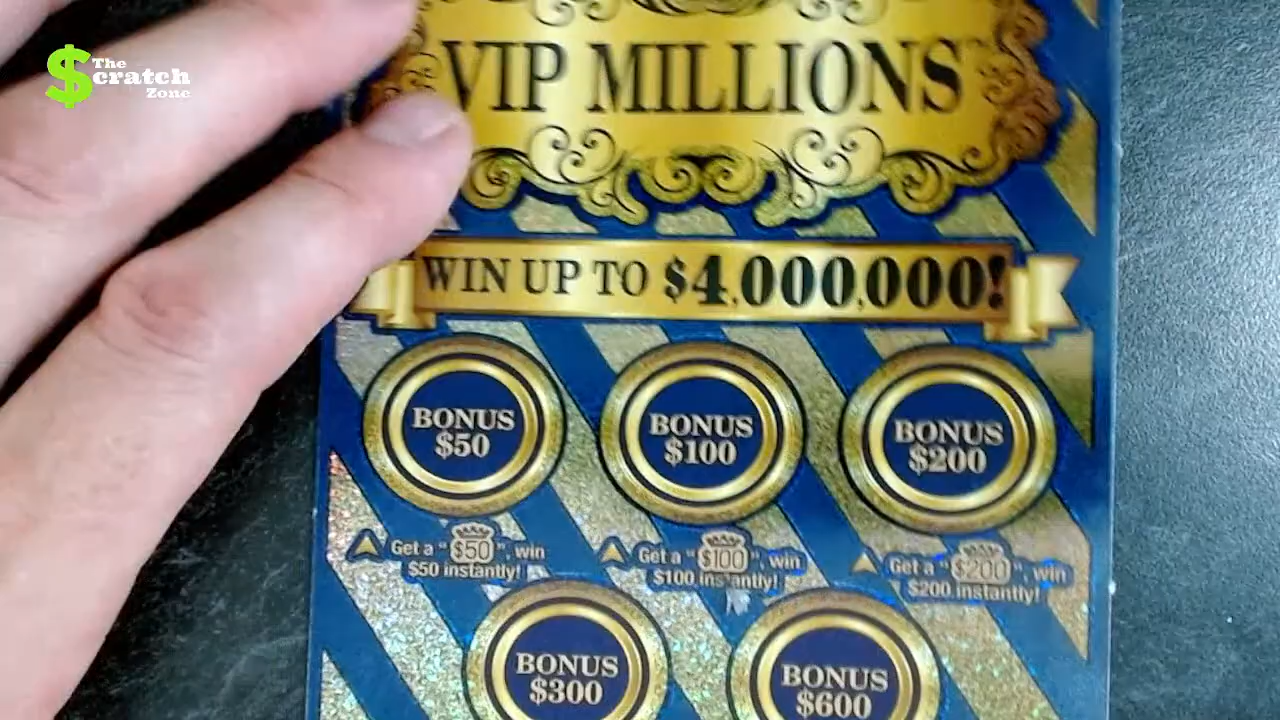 The
$cratch
Zone
VIP MILLIONS
WIN UP TO $4,000,000!
BONUS
$50
BONUS
$100
BONUS
$200
Get a "$50", win
$50 instantly!
Get a "$100", win
$100 instantly!
Get a "$200", win
$200 instantly!
BONUS
$300
BONUS
$600